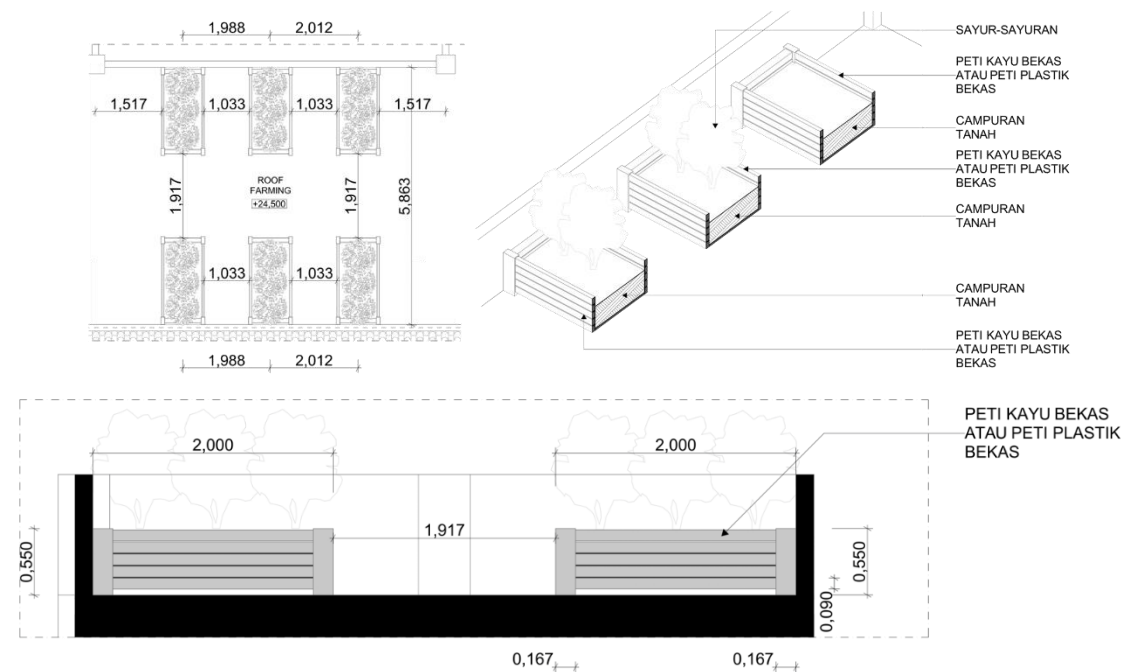 1,988
2,012
1,517
1,033
1,033
1,517
1,917
ROOF
FARMING
+24,500
1,917
5,863
1,033
1,033
1,988
2,012
SAYUR-SAYURAN
PETI KAYU BEKAS
ATAU PETI PLASTIK
BEKAS
CAMPURAN
TANAH
PETI KAYU BEKAS
ATAU PETI PLASTIK
BEKAS
CAMPURAN
TANAH
CAMPURAN
TANAH
PETI KAYU BEKAS
ATAU PETI PLASTIK
BEKAS
PETI KAYU BEKAS
ATAU PETI PLASTIK
BEKAS
2,000
2,000
1,917
0,550
0,550
0,090
0,167
0,167